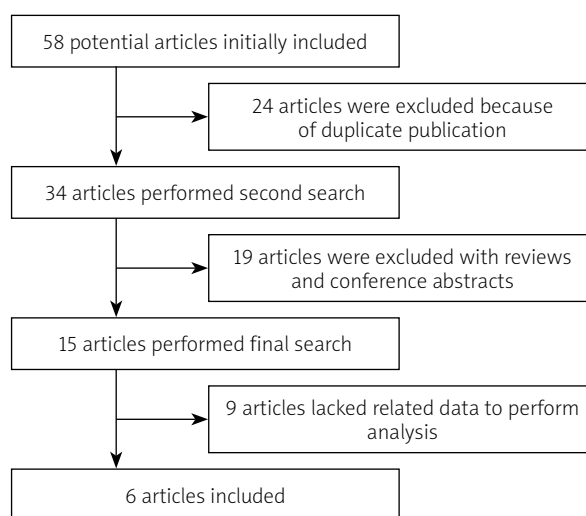 58 potential articles initially included
24 articles were excluded because
of duplicate publication
34 articles performed second search
19 articles were excluded with reviews
and conference abstracts
15 articles performed final search
9 articles lacked related data to perform
analysis
6 articles included